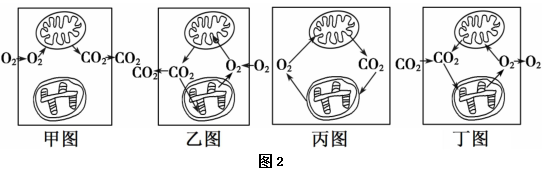 O₂ O₂ CO₂ CO₂
CO₂ CO₂ O₂ O₂
O₂ CO₂
CO₂ CO₂ O₂ O₂
甲图 乙图 丙图 丁图
图 2